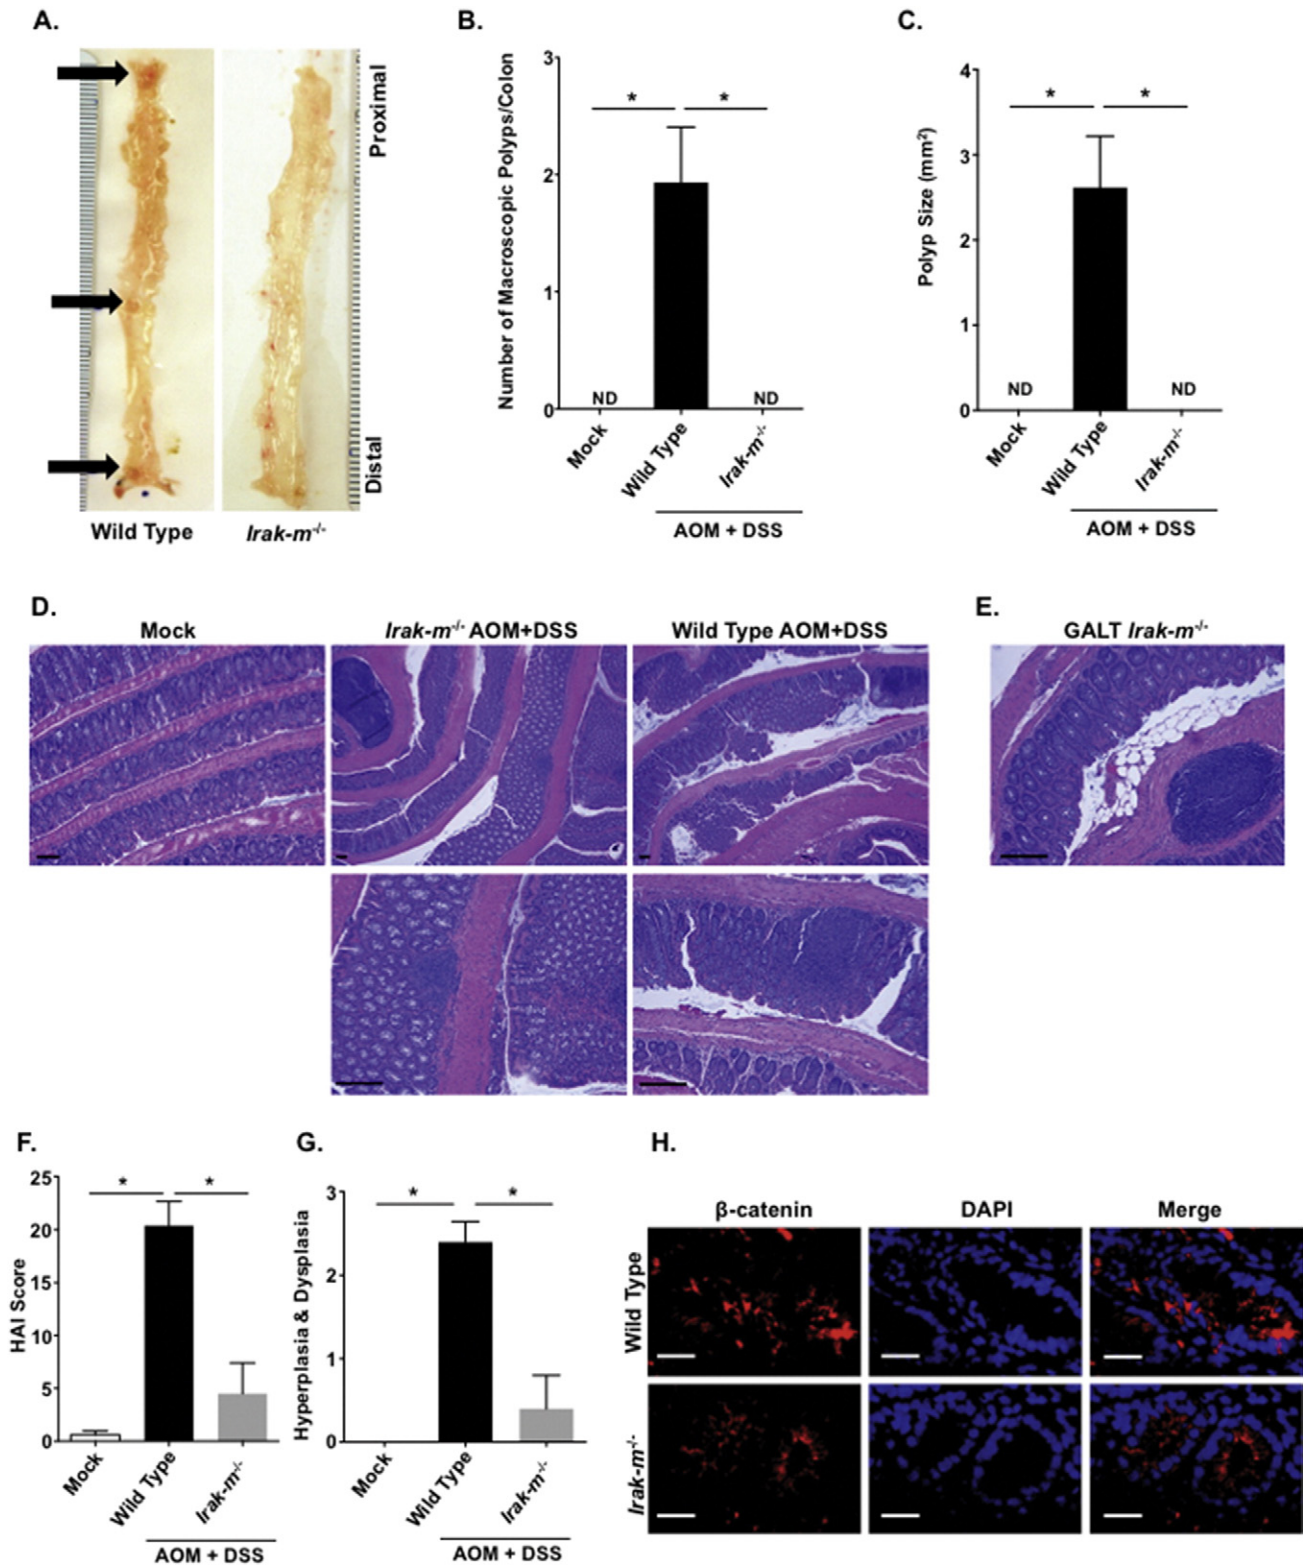 A.
Proximal
Distal
Wild Type
Irak-m-/-
B.
Number of Macroscopic Polyps/Colon
3
2
1
0
*
*
ND
ND
Mock
Wild Type
Irak-m-/-
AOM + DSS
C.
Polyp Size (mm²)
4
3
2
1
0
*
*
ND
ND
Mock
Wild Type
Irak-m-/-
AOM + DSS
D.
Mock
Irak-m-/- AOM+DSS
Wild Type AOM+DSS
E.
GALT Irak-m-/-
F.
HAI Score
25
20
15
10
5
0
*
*
Mock
Wild Type
Irak-m-/-
AOM + DSS
G.
Hyperplasia & Dysplasia
3
2
1
0
*
*
Mock
Wild Type
Irak-m-/-
AOM + DSS
H.
β-catenin
DAPI
Merge
Wild Type
Irak-m-/-